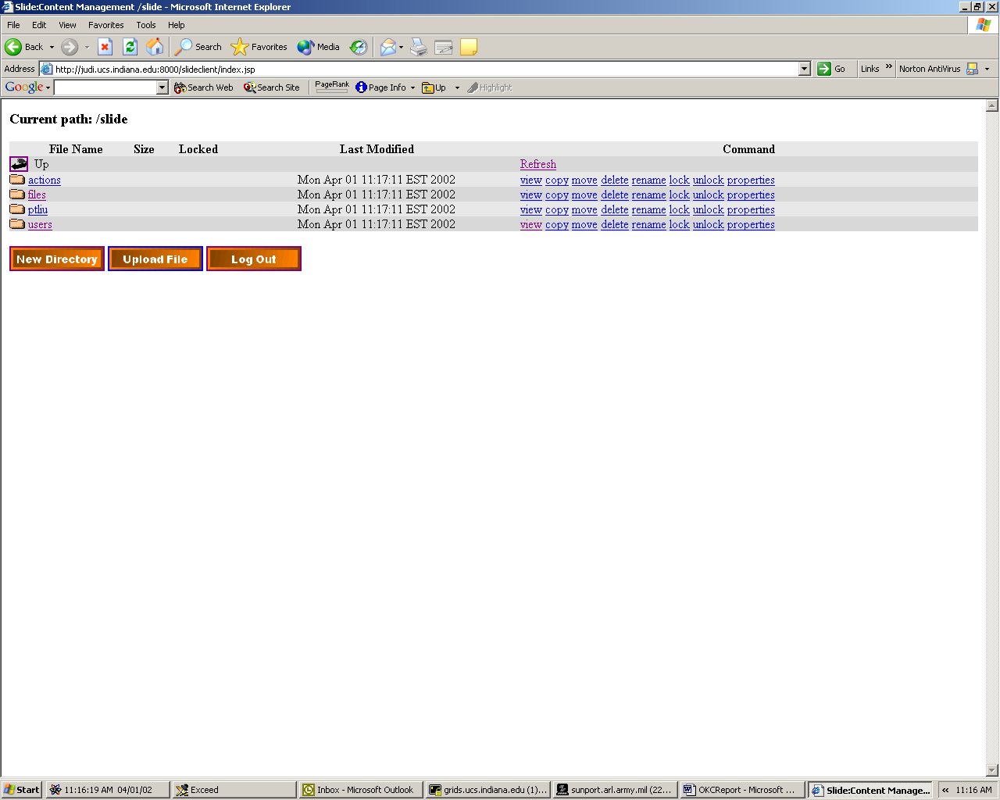 Slide:Content Management /slide - Microsoft Internet Explorer
File Edit View Favorites Tools Help
Back Search Favorites Media
Address http://judi.ucs.indiana.edu:8000/slideclient/index.jsp Go Links » Norton AntiVirus
Google Search Web Search Site PageRank Page Info Up Highlight
Current path: /slide
File Name Size Locked Last Modified Command
Up Refresh
actions Mon Apr 01 11:17:11 EST 2002 view copy move delete rename lock unlock properties
files Mon Apr 01 11:17:11 EST 2002 view copy move delete rename lock unlock properties
ptliu Mon Apr 01 11:17:11 EST 2002 view copy move delete rename lock unlock properties
users Mon Apr 01 11:17:11 EST 2002 view copy move delete rename lock unlock properties
New Directory Upload File Log Out
Start 11:16:19 AM 04/01/02 Exceed Inbox - Microsoft Outlook grids.ucs.indiana.edu (1)... sunport.arl.army.mil (22... OKCReport - Microsoft ... Slide:Content Manage... « 11:16 AM